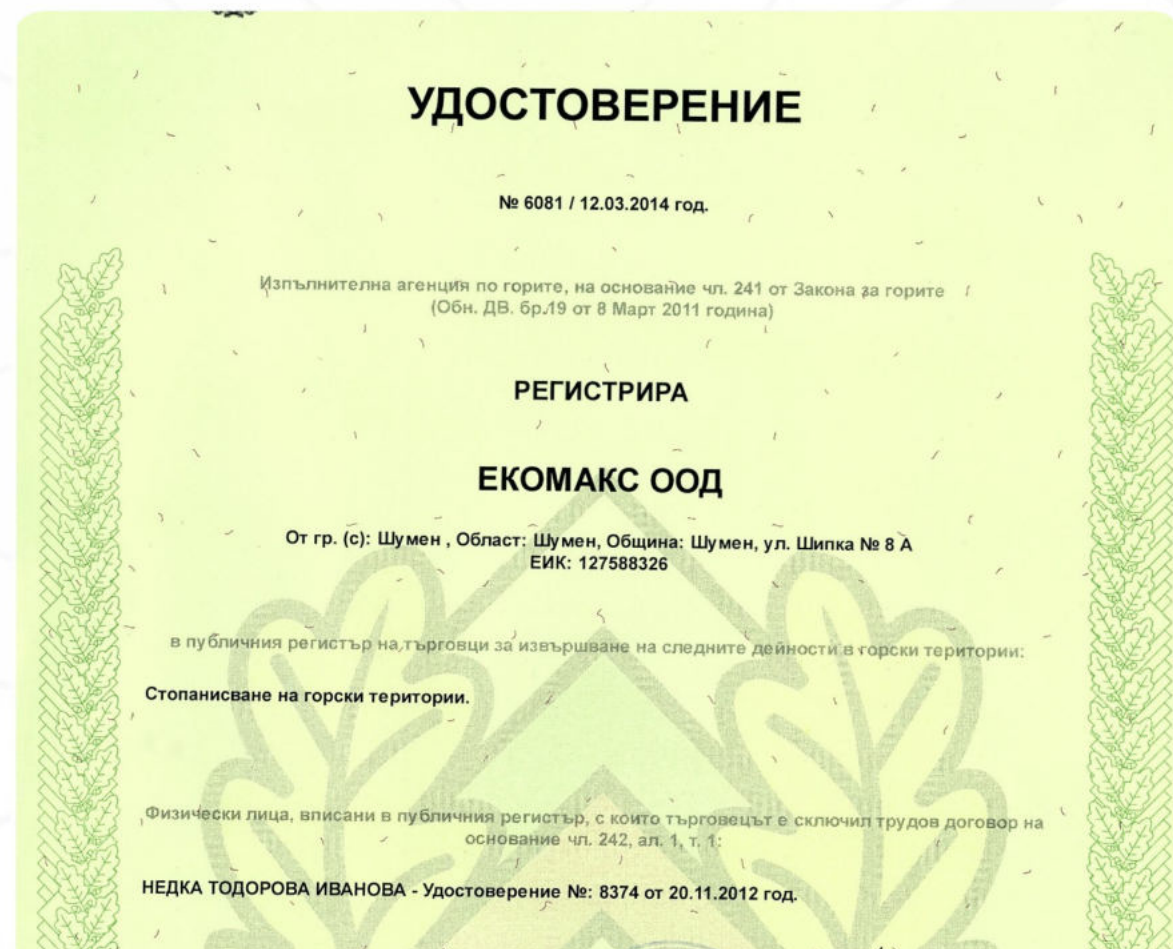 УДОСТОВЕРЕНИЕ
№ 6081 / 12.03.2014 год.
Изпълнителна агенция по горите, на основание чл. 241 от Закона за горите
(Обн. ДВ. бр.19 от 8 Март 2011 година)
РЕГИСТРИРА
ЕКОМАКС ООД
От гр. (с): Шумен , Област: Шумен, Община: Шумен, ул. Шипка № 8 А
ЕИК: 127588326
в публичния регистър на търговци за извършване на следните дейности в горски територии:
Стопанисване на горски територии.
Физически лица, вписани в публичния регистър, с които търговецът е сключил трудов договор на
основание чл. 242, ал. 1, т. 1:
НЕДКА ТОДОРОВА ИВАНОВА - Удостоверение №: 8374 от 20.11.2012 год.